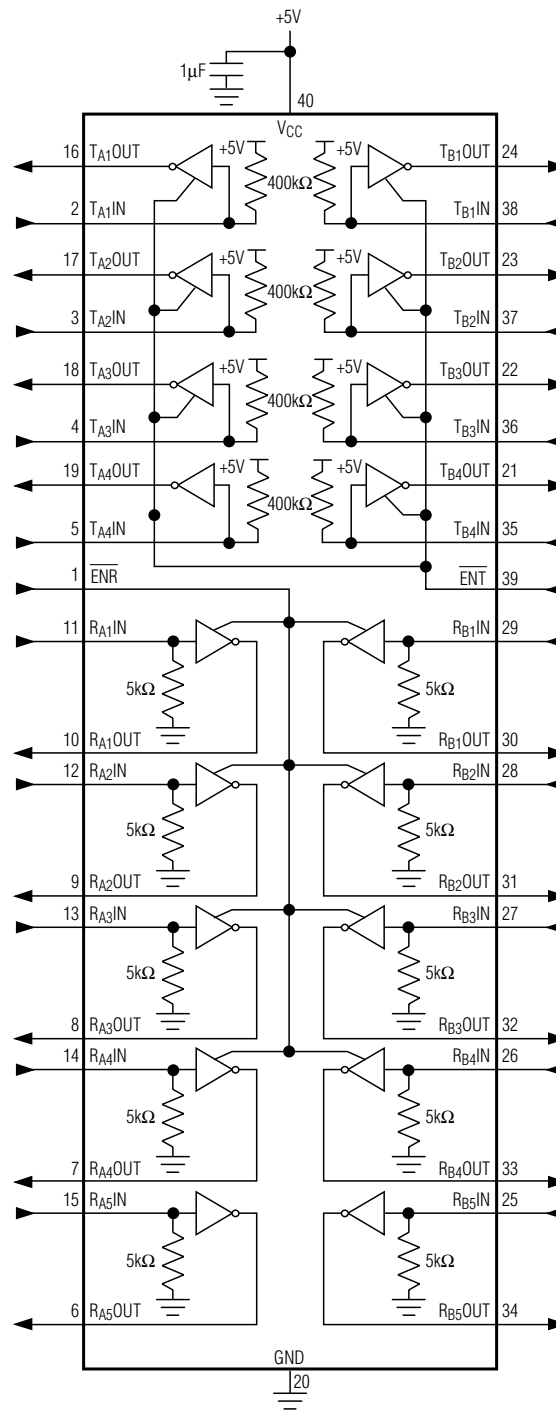 +5V
1µF
40
VCC
16 TA1OUT +5V +5V TB1OUT 24
400kΩ
2 TA1IN TB1IN 38
17 TA2OUT +5V +5V TB2OUT 23
400kΩ
3 TA2IN TB2IN 37
18 TA3OUT +5V +5V TB3OUT 22
400kΩ
4 TA3IN TB3IN 36
19 TA4OUT +5V +5V TB4OUT 21
400kΩ
5 TA4IN TB4IN 35
1 ENR ENT 39
11 RA1IN RB1IN 29
5kΩ 5kΩ
10 RA1OUT RB1OUT 30
12 RA2IN RB2IN 28
5kΩ 5kΩ
9 RA2OUT RB2OUT 31
13 RA3IN RB3IN 27
5kΩ 5kΩ
8 RA3OUT RB3OUT 32
14 RA4IN RB4IN 26
5kΩ 5kΩ
7 RA4OUT RB4OUT 33
15 RA5IN RB5IN 25
5kΩ 5kΩ
6 RA5OUT RB5OUT 34
GND
20